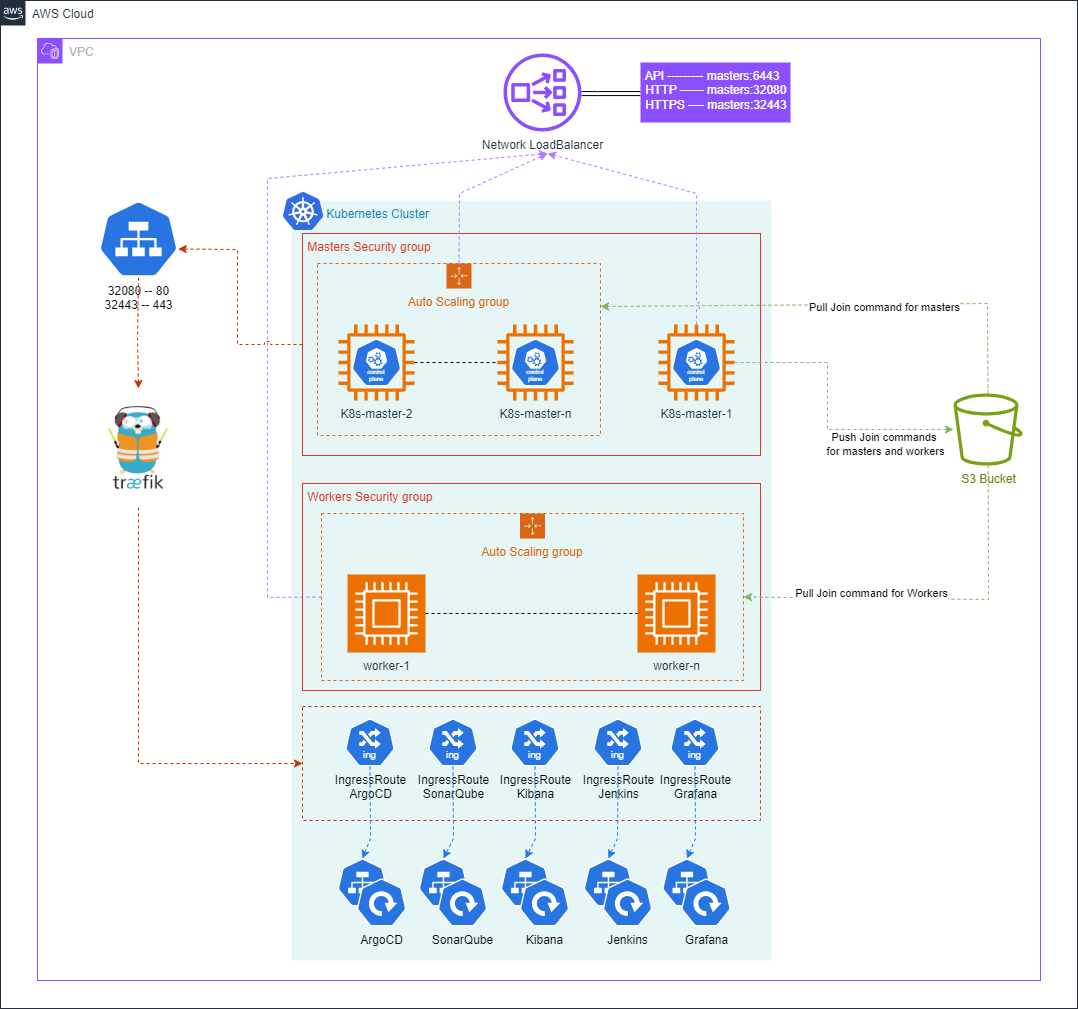 aws
AWS Cloud
VPC
API ---------- masters:6443
HTTP ------ masters:32080
HTTPS ---- masters:32443
Network LoadBalancer
Kubernetes Cluster
Masters Security group
Auto Scaling group
32080 -- 80
32443 -- 443
Pull Join command for masters
control
plane
control
plane
control
plane
K8s-master-2
K8s-master-n
K8s-master-1
Push Join commands
for masters and workers
træfik
S3 Bucket
Workers Security group
Auto Scaling group
Pull Join command for Workers
worker-1
worker-n
ing
ing
ing
ing
ing
IngressRoute
ArgoCD
IngressRoute
SonarQube
IngressRoute
Kibana
IngressRoute
Jenkins
IngressRoute
Grafana
ArgoCD
SonarQube
Kibana
Jenkins
Grafana